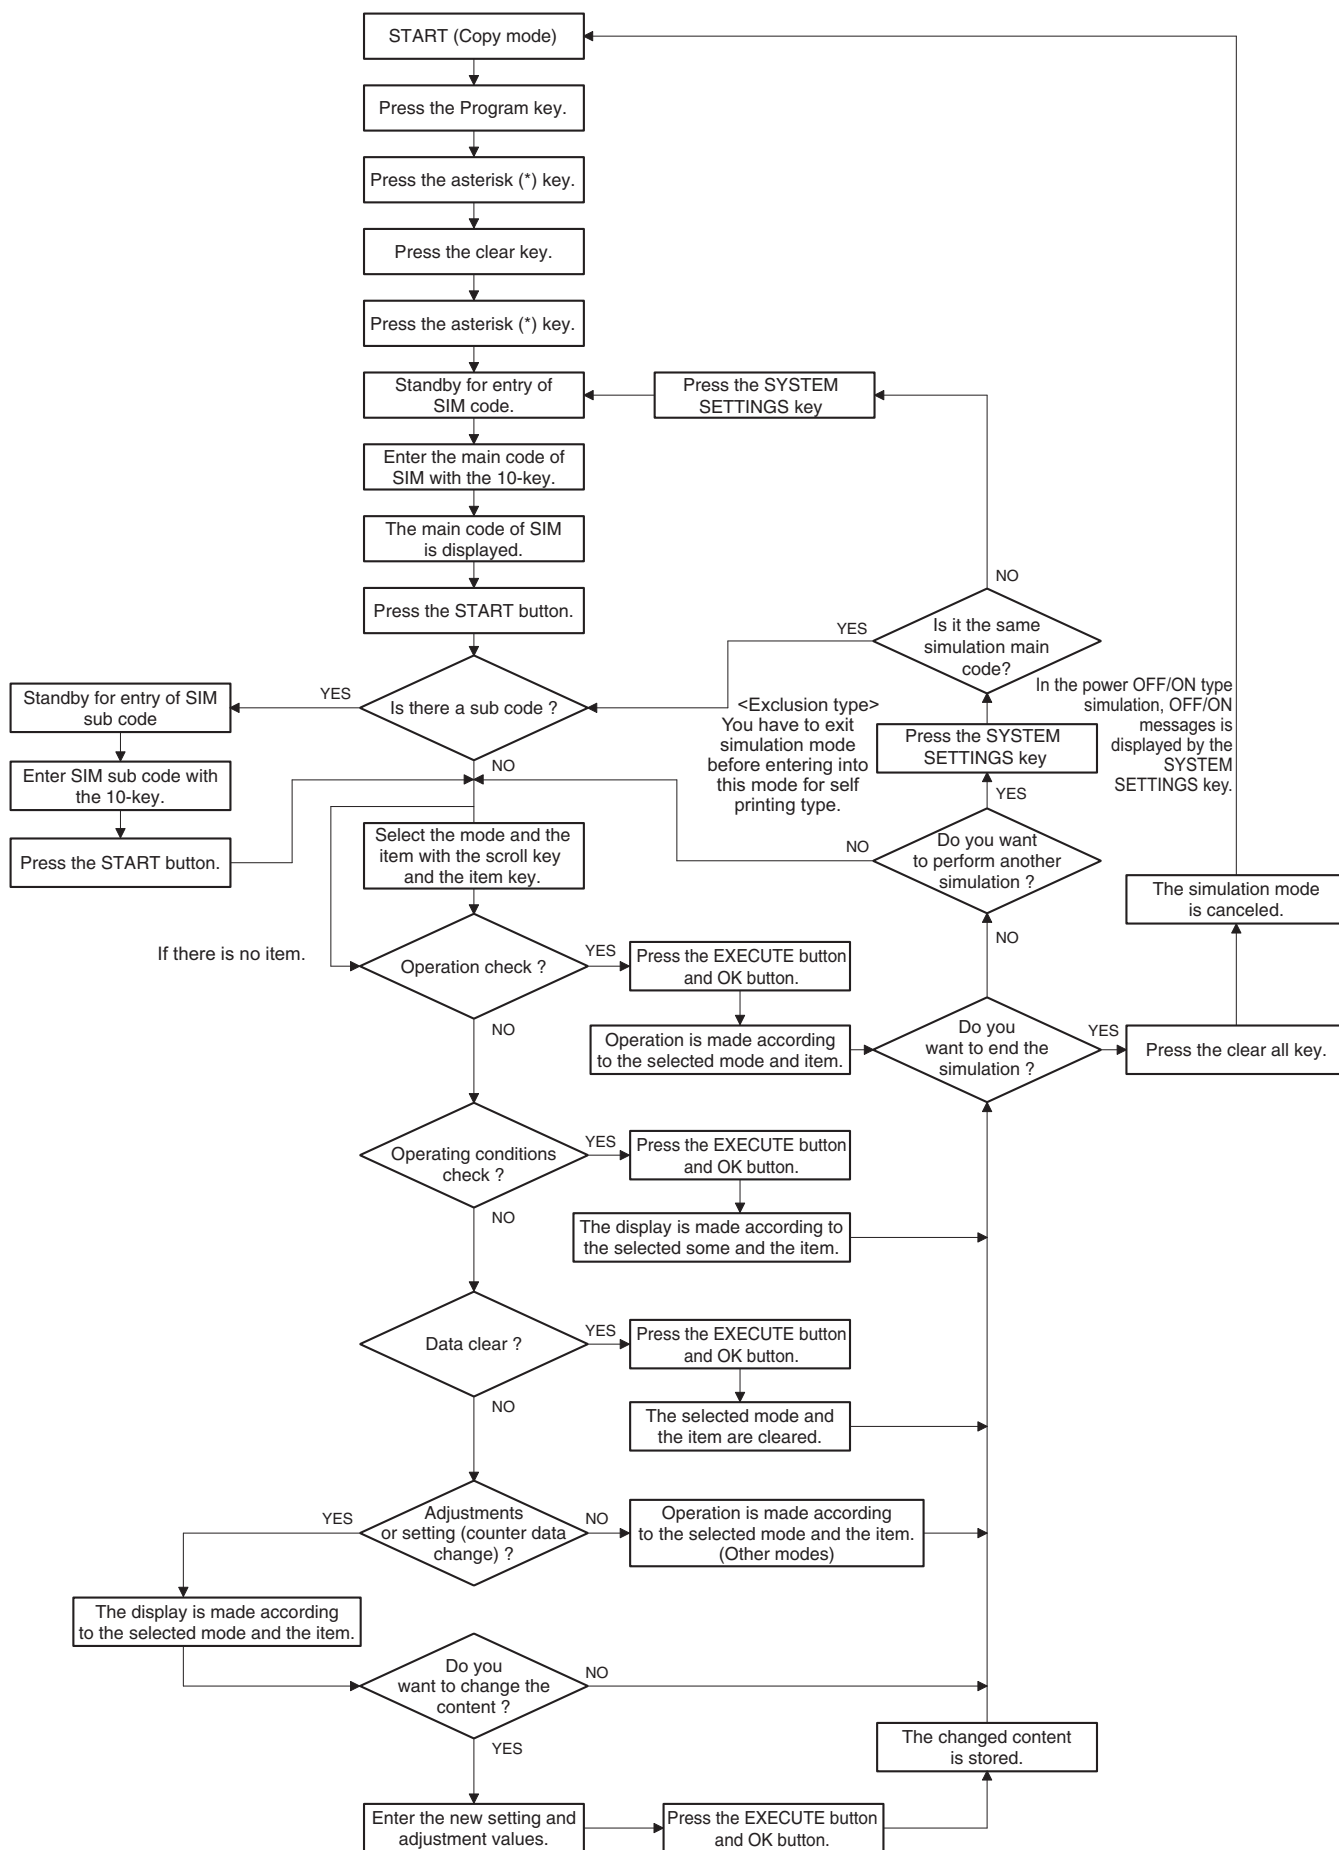 START (Copy mode)
Press the Program key.
Press the asterisk (*) key.
Press the clear key.
Press the asterisk (*) key.
Standby for entry of
SIM code.
Press the SYSTEM
SETTINGS key
Enter the main code of
SIM with the 10-key.
The main code of SIM
is displayed.
NO
Press the START button.
YES
Is it the same
simulation main
code?
Standby for entry of SIM
sub code
YES
Is there a sub code ?
<Exclusion type>
You have to exit
simulation mode
before entering into
this mode for self
printing type.
In the power OFF/ON type
simulation, OFF/ON
messages is
displayed by the
SYSTEM
SETTINGS key.
Press the SYSTEM
SETTINGS key
Enter SIM sub code with
the 10-key.
NO
YES
Press the START button.
Select the mode and the
item with the scroll key
and the item key.
NO
Do you want
to perform another
simulation ?
The simulation mode
is canceled.
If there is no item.
Operation check ?
YES
Press the EXECUTE button
and OK button.
NO
NO
Operation is made according
to the selected mode and item.
Do you
want to end the
simulation ?
YES
Press the clear all key.
Operating conditions
check ?
YES
Press the EXECUTE button
and OK button.
NO
The display is made according to
the selected some and the item.
Data clear ?
YES
Press the EXECUTE button
and OK button.
NO
The selected mode and
the item are cleared.
YES
Adjustments
or setting (counter data
change) ?
NO
Operation is made according
to the selected mode and the item.
(Other modes)
The display is made according
to the selected mode and the item.
Do you
want to change the
content ?
NO
YES
The changed content
is stored.
Enter the new setting and
adjustment values.
Press the EXECUTE button
and OK button.